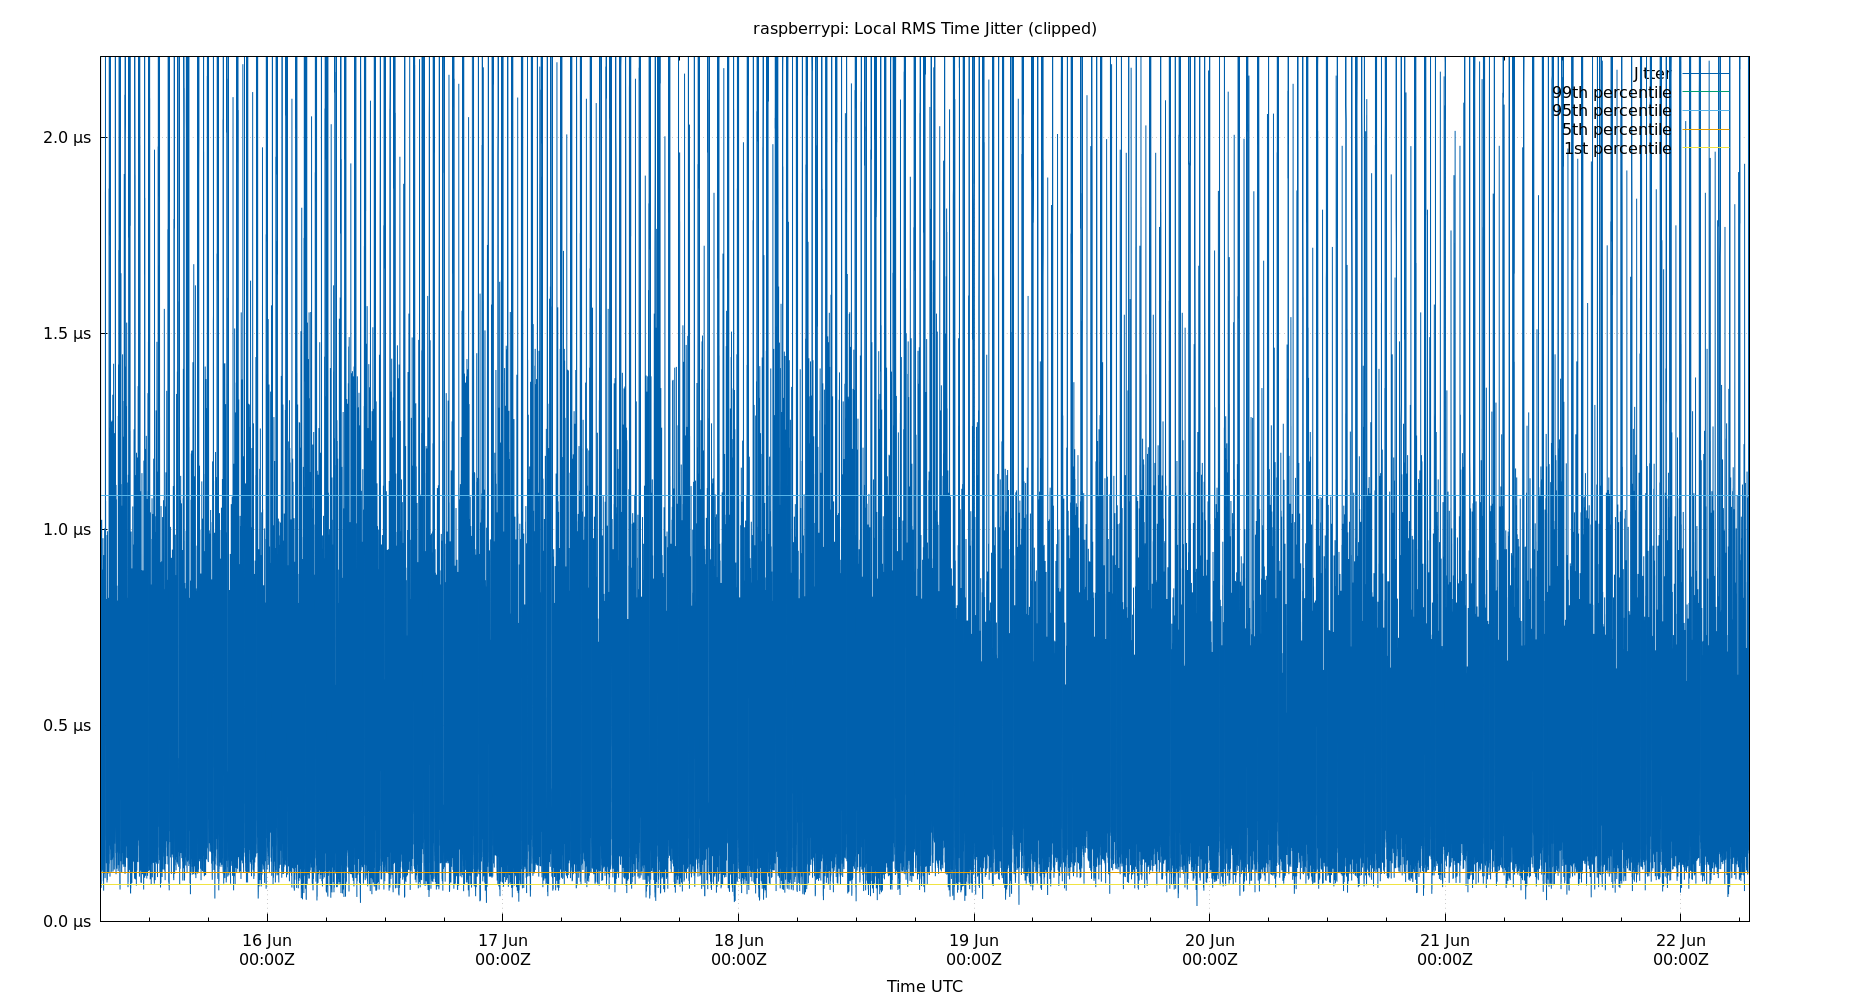 raspberrypi: Local RMS Time Jitter (clipped)
Jitter
99th percentile
95th percentile
5th percentile
1st percentile
2.0 μs
1.5 μs
1.0 μs
0.5 μs
0.0 μs
16 Jun 17 Jun 18 Jun 19 Jun 20 Jun 21 Jun 22 Jun
00:00Z 00:00Z 00:00Z 00:00Z 00:00Z 00:00Z 00:00Z
Time UTC